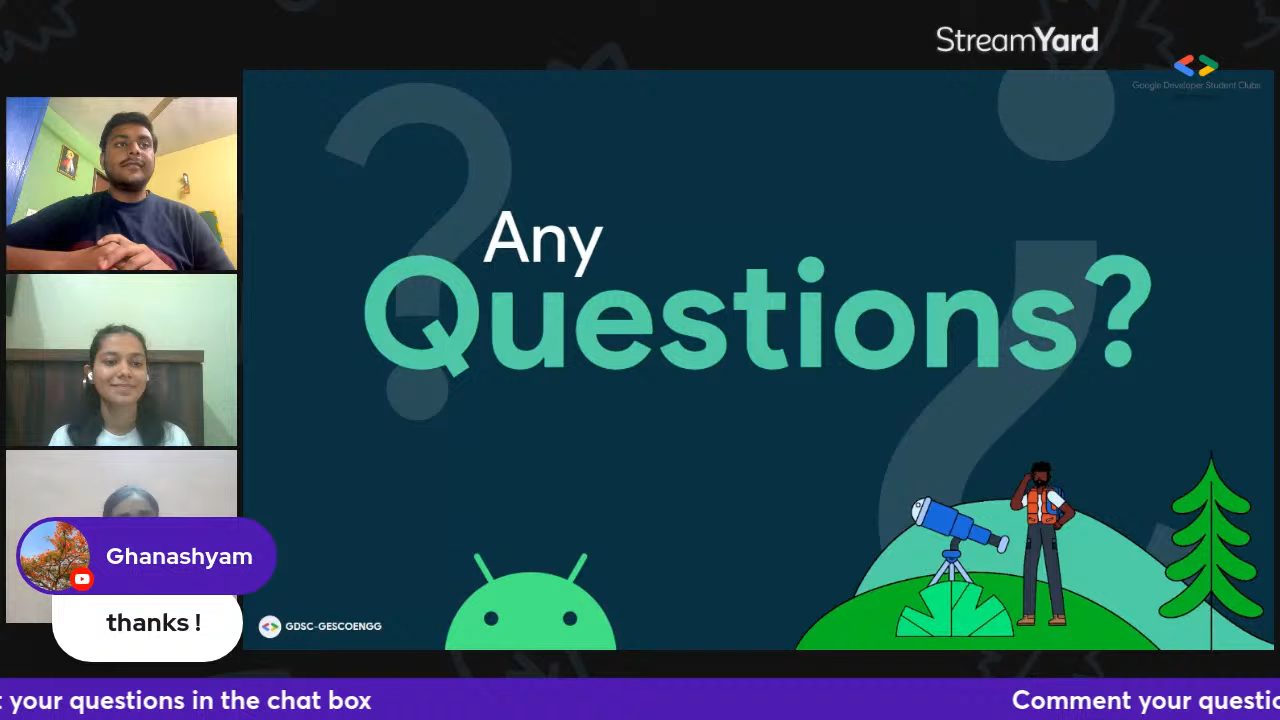 StreamYard
Google Developer Student Clubs
Any
Questions?
Ghanashyam
thanks !
GDSC-GESCOENGG
your questions in the chat box
Comment your questio